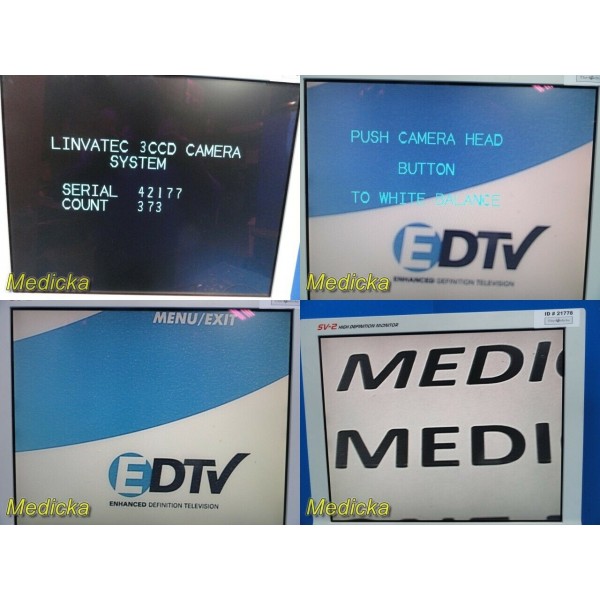 LINVATEC 3CCD CAMERA
SYSTEM
SERIAL 42177
COUNT 373
Medicka
PUSH CAMERA HEAD
BUTTON
TO WHITE BALANCE
EDTV
ENHANCED DEFINITION TELEVISION
Medicka
MENU/EXIT
EDTV
ENHANCED DEFINITION TELEVISION
Medicka
SV-2 HIGH DEFINITION MONITOR
ID # 21778
MEDI
MEDI
Medicka